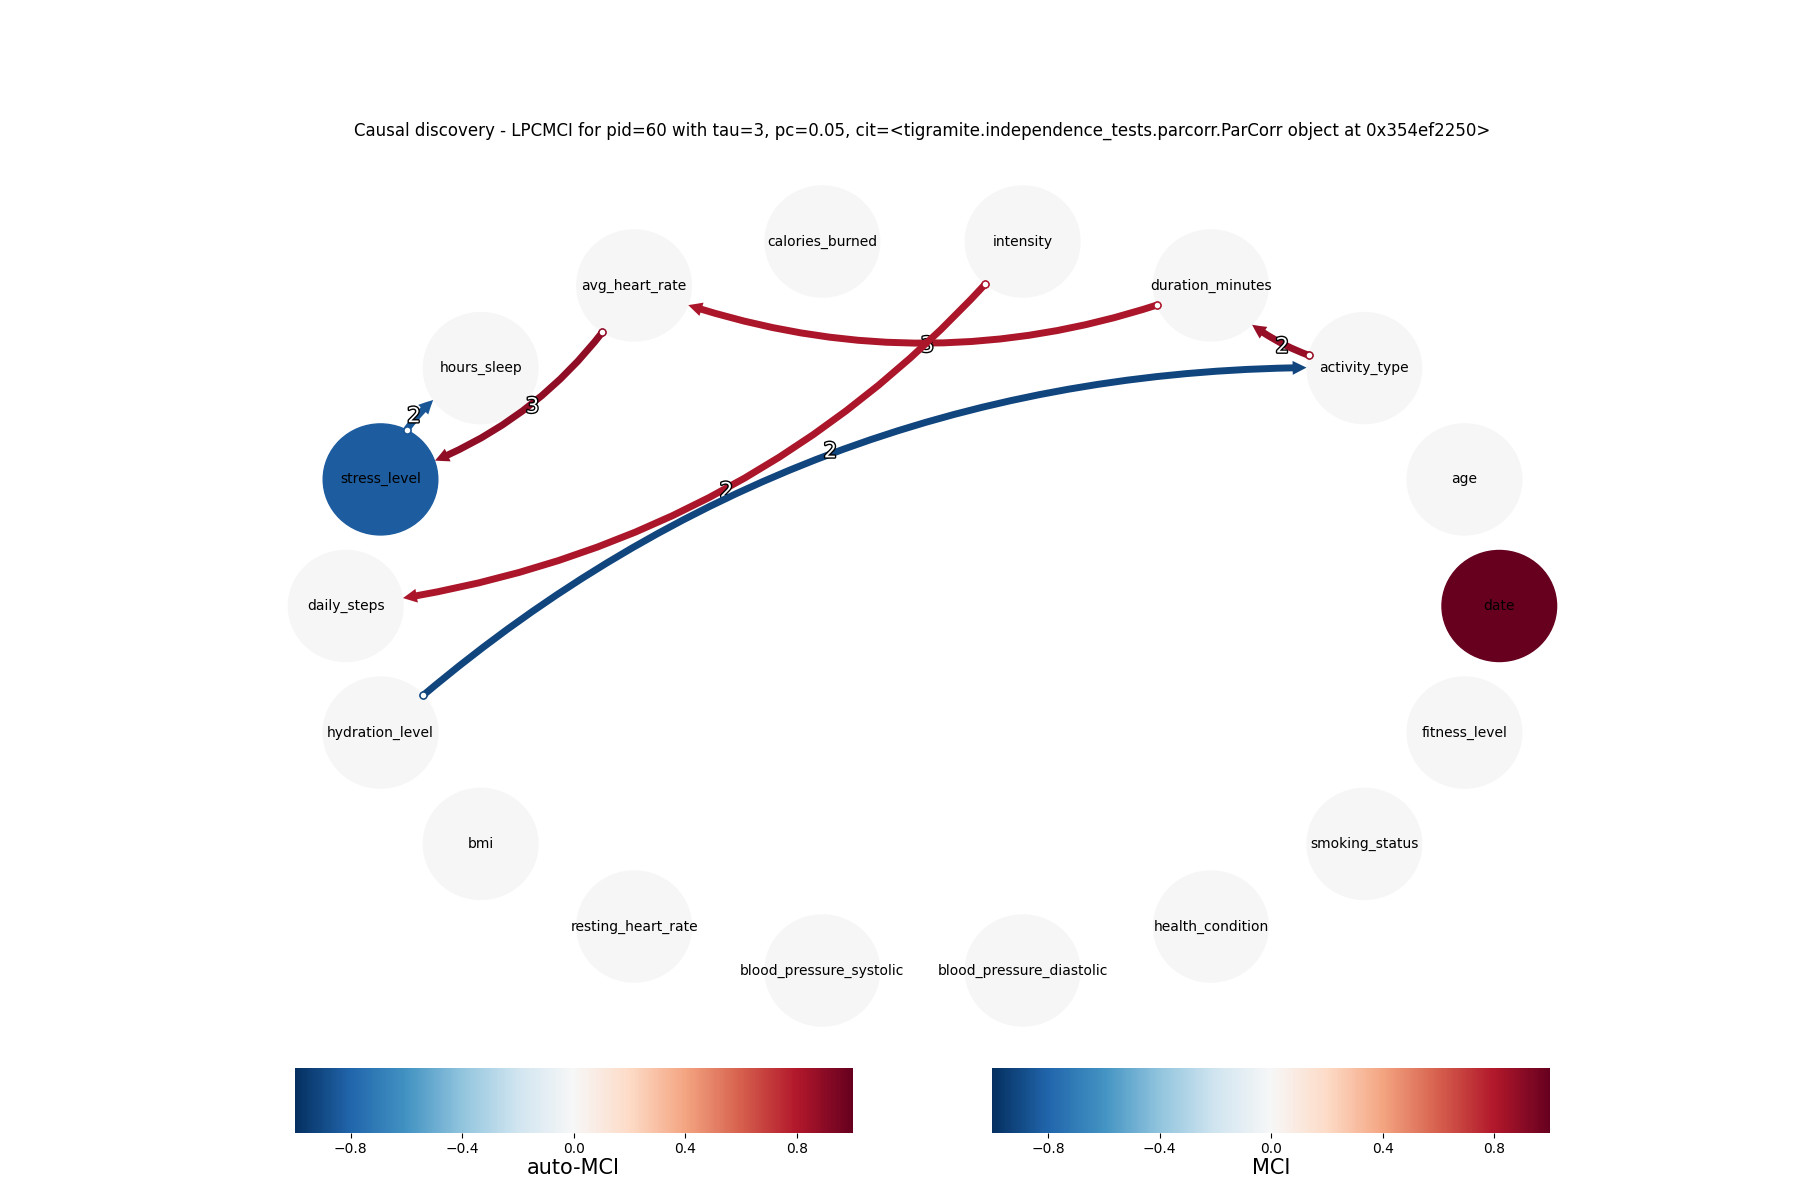 Causal discovery - LPCMCI for pid=60 with tau=3, pc=0.05, cit=<tigramite.independence_tests.parcorr.ParCorr object at 0x354ef2250>
calories_burned
intensity
avg_heart_rate
duration_minutes
3
2
hours_sleep
activity_type
2
3
2
stress_level
age
2
daily_steps
date
hydration_level
fitness_level
bmi
smoking_status
resting_heart_rate
health_condition
blood_pressure_systolic
blood_pressure_diastolic
−0.8 −0.4 0.0 0.4 0.8
auto-MCI
−0.8 −0.4 0.0 0.4 0.8
MCI